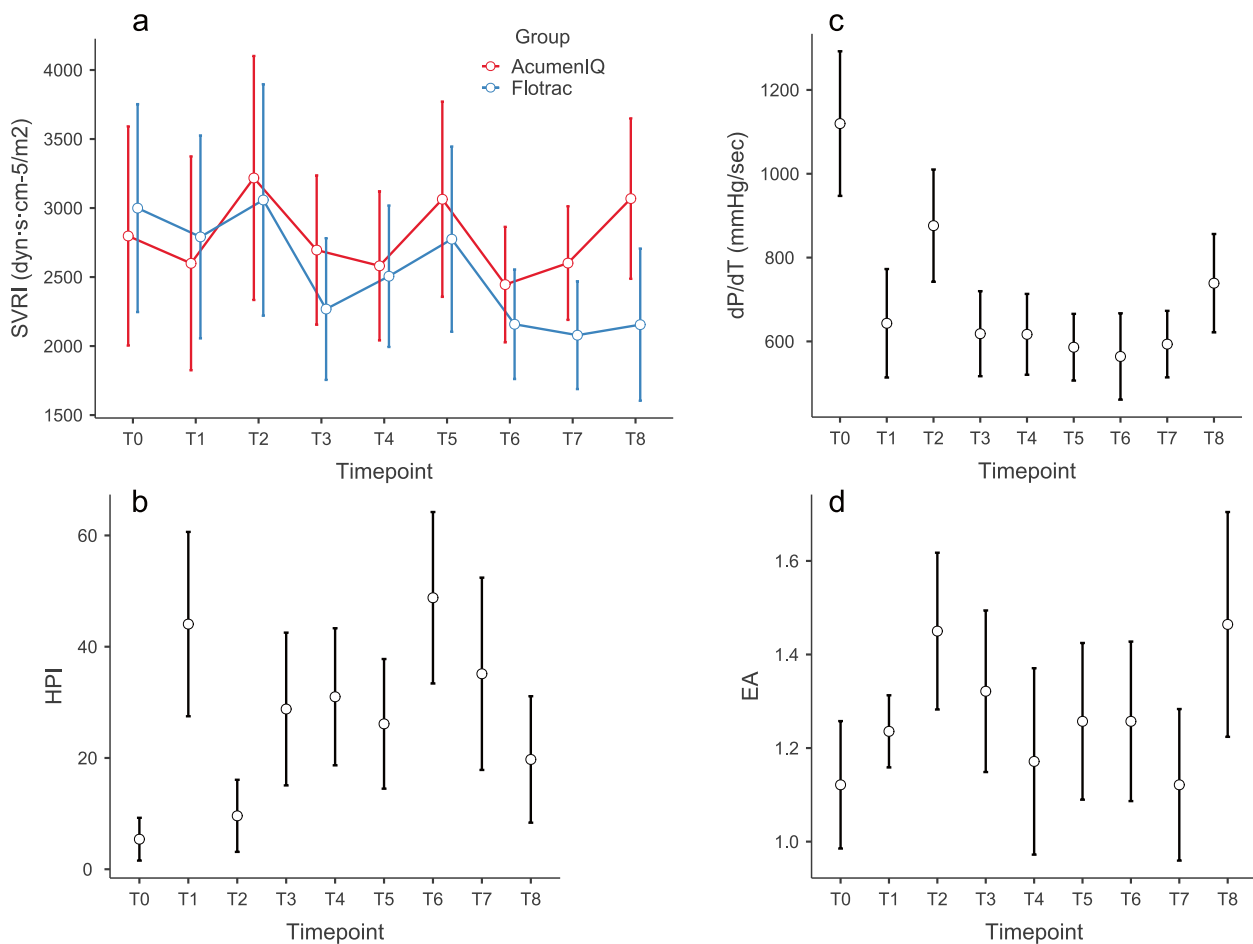 a
Group
AcumenIQ
Flotrac
SVRI (dyn·s·cm-5/m2)
4000
3500
3000
2500
2000
1500
T0 T1 T2 T3 T4 T5 T6 T7 T8
Timepoint
c
dP/dT (mmHg/sec)
1200
1000
800
600
T0 T1 T2 T3 T4 T5 T6 T7 T8
Timepoint
b
HPI
60
40
20
0
T0 T1 T2 T3 T4 T5 T6 T7 T8
Timepoint
d
EA
1.6
1.4
1.2
1.0
T0 T1 T2 T3 T4 T5 T6 T7 T8
Timepoint